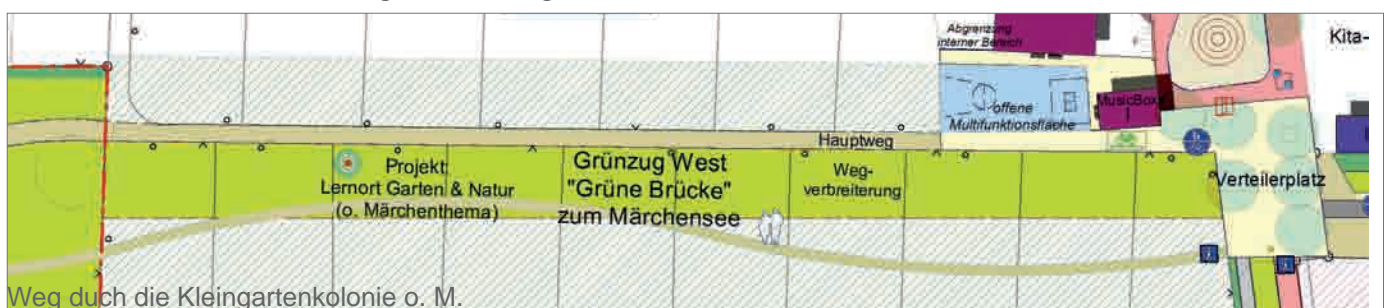 Abgrenzung
interner Bereich
Kita-
offene
Multifunktionsfläche
MusicBoxx
Hauptweg
Projekt:
Lernort Garten & Natur
(o. Märchenthema)
Grünzug West
"Grüne Brücke"
zum Märchensee
Weg-
verbreiterung
Verteilerplatz
Weg duch die Kleingartenkolonie o. M.